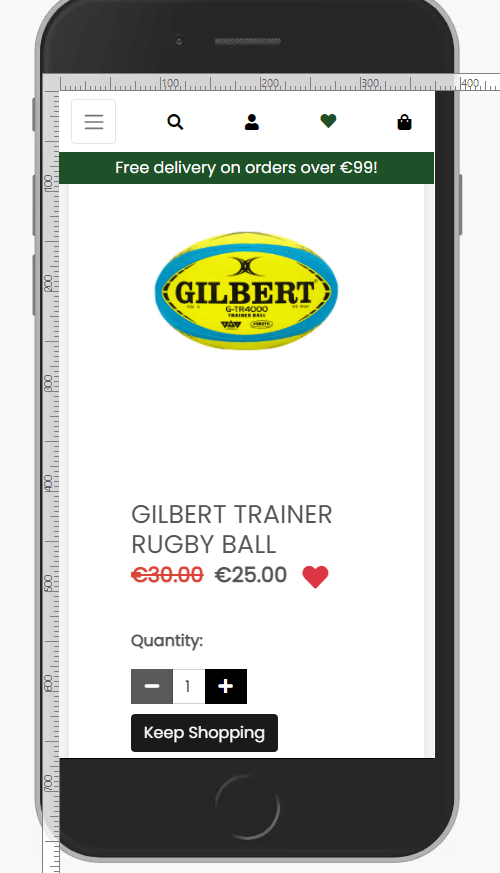 100
200
300
400
Free delivery on orders over €99!
GILBERT
G-TR4000
TRAINER BALL
GILBERT TRAINER
RUGBY BALL
€30.00 €25.00
Quantity:
1
Keep Shopping
100
200
300
400
500
600
700